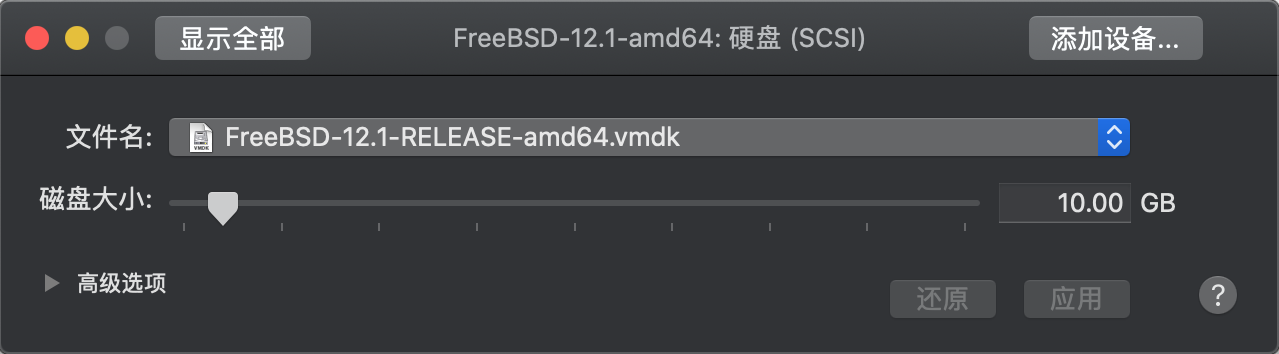 显示全部 FreeBSD-12.1-amd64: 硬盘 (SCSI) 添加设备...
文件名: FreeBSD-12.1-RELEASE-amd64.vmdk
磁盘大小: 10.00 GB
高级选项
还原 应用 ?